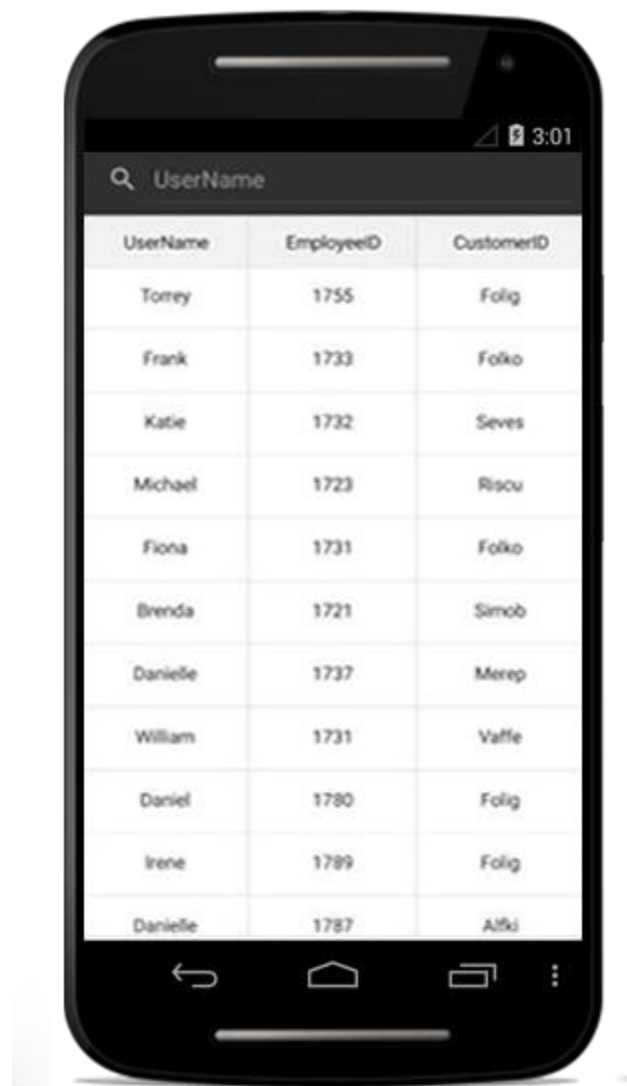 3:01
UserName
UserName EmployeeID CustomerID
Torrey 1755 Folig
Frank 1733 Folko
Katie 1732 Seves
Michael 1723 Riscu
Fiona 1731 Folko
Brenda 1721 Simob
Danielle 1737 Merep
William 1731 Vaffe
Daniel 1780 Folig
Irene 1789 Folig
Danielle 1787 Alfki